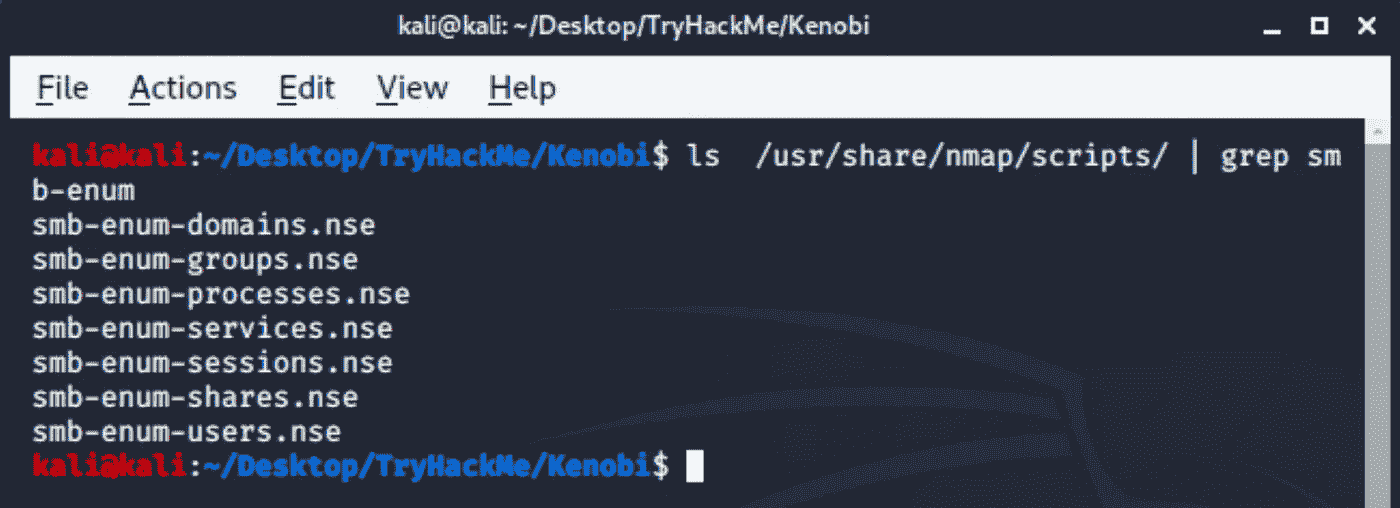 kali@kali: ~/Desktop/TryHackMe/Kenobi
File Actions Edit View Help
kali@kali:~/Desktop/TryHackMe/Kenobi$ ls  /usr/share/nmap/scripts/ | grep sm
b-enum
smb-enum-domains.nse
smb-enum-groups.nse
smb-enum-processes.nse
smb-enum-services.nse
smb-enum-sessions.nse
smb-enum-shares.nse
smb-enum-users.nse
kali@kali:~/Desktop/TryHackMe/Kenobi$